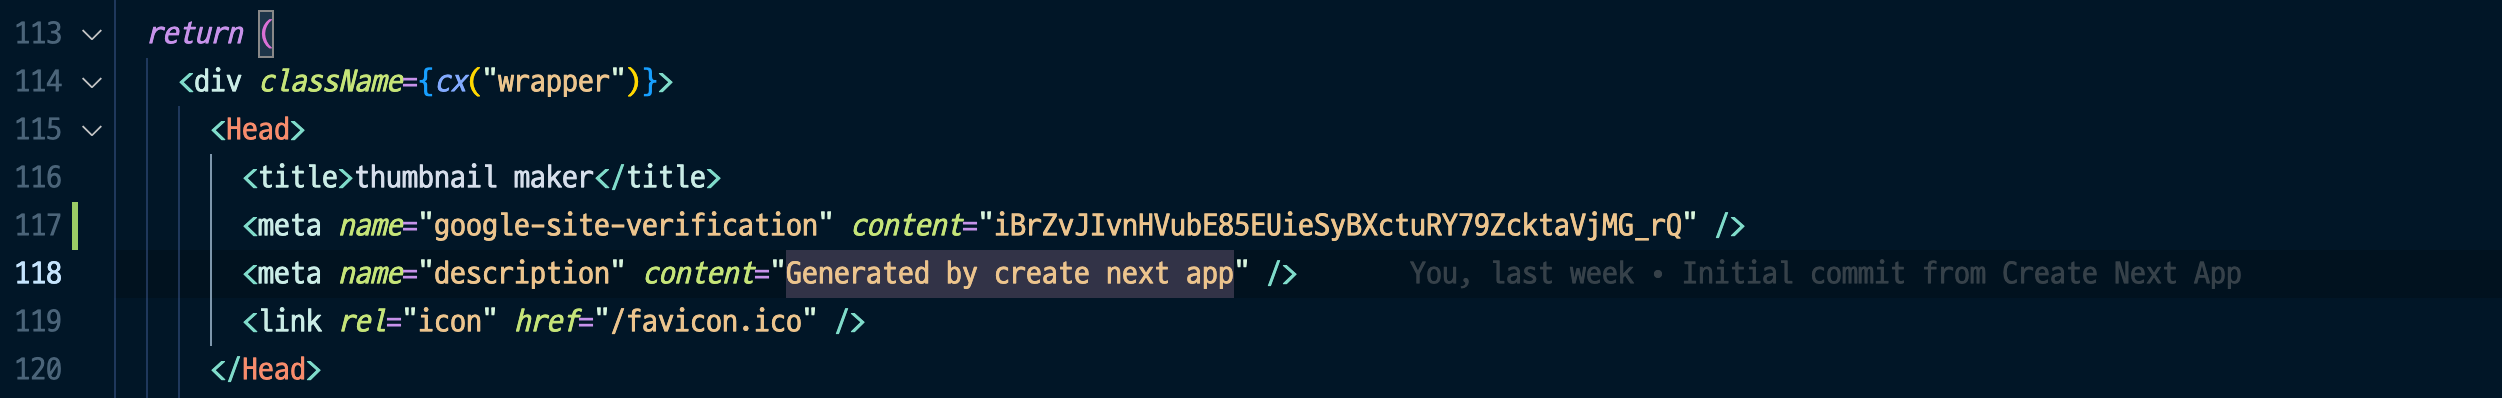 113 return (
114 <div className={cx("wrapper")}>
115 <Head>
116 <title>thumbnail maker</title>
117 <meta name="google-site-verification" content="iBrZvJIvnHVubE85EUieSyBXctuRY79ZcktaVjMG_rQ" />
118 <meta name="description" content="Generated by create next app" /> You, last week • Initial commit from Create Next App
119 <link rel="icon" href="/favicon.ico" />
120 </Head>